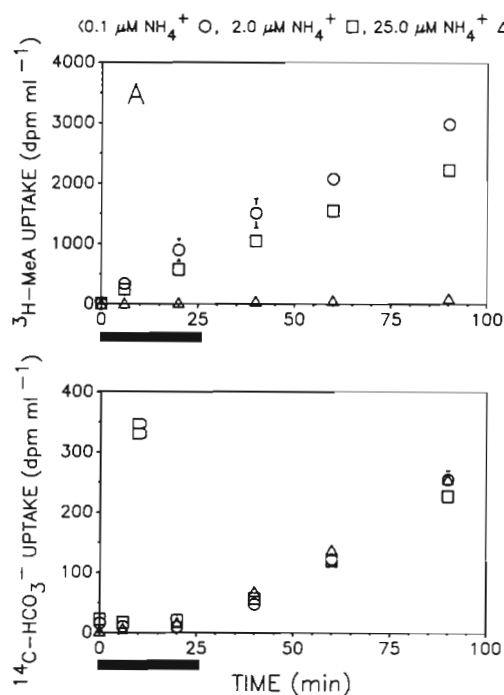 <0.1 µM NH4+ ○, 2.0 µM NH4+ □, 25.0 µM NH4+ △
A
3H-MeA UPTAKE (dpm ml −1)
4000
3000
2000
1000
0
0 25 50 75 100
B
14C-HCO3− UPTAKE (dpm ml −1)
400
300
200
100
0
0 25 50 75 100
TIME (min)